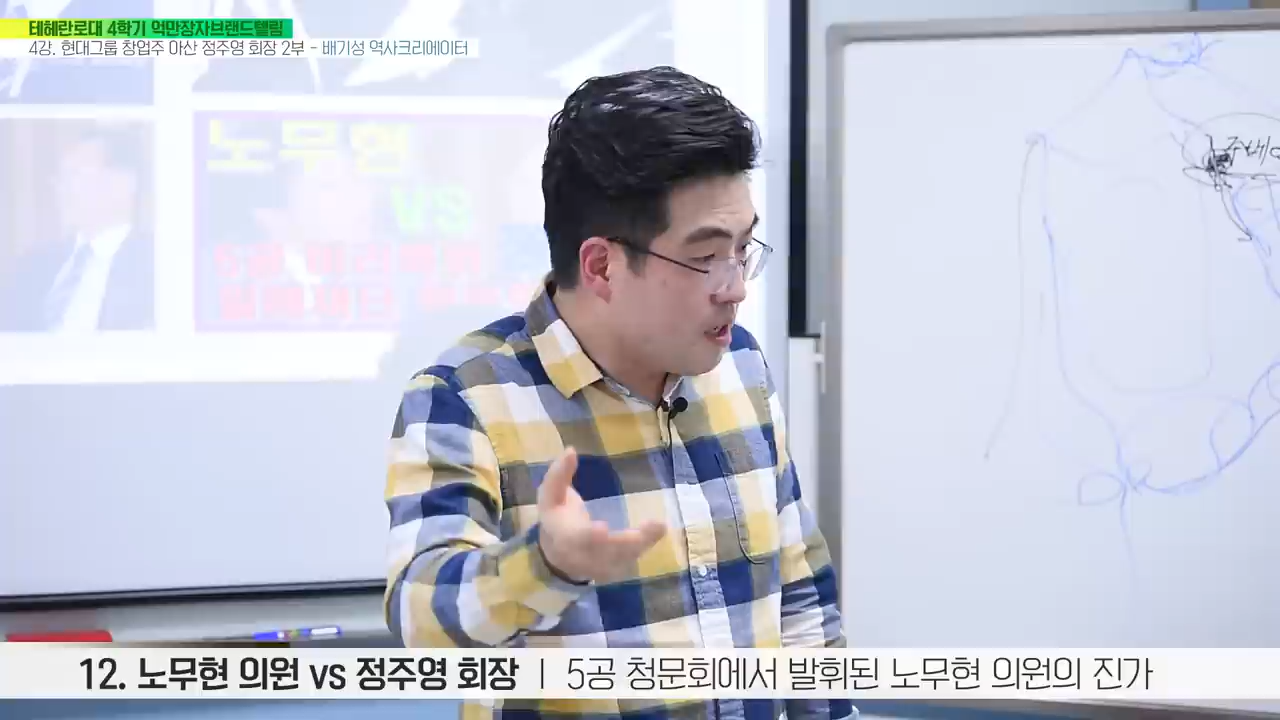 테헤란로대 4학기 억만장자브랜드텔링
4강. 현대그룹 창업주 아산 정주영 회장 2부 - 배기성 역사크리에이터
노무현
VS
12. 노무현 의원 vs 정주영 회장 | 5공 청문회에서 발휘된 노무현 의원의 진가